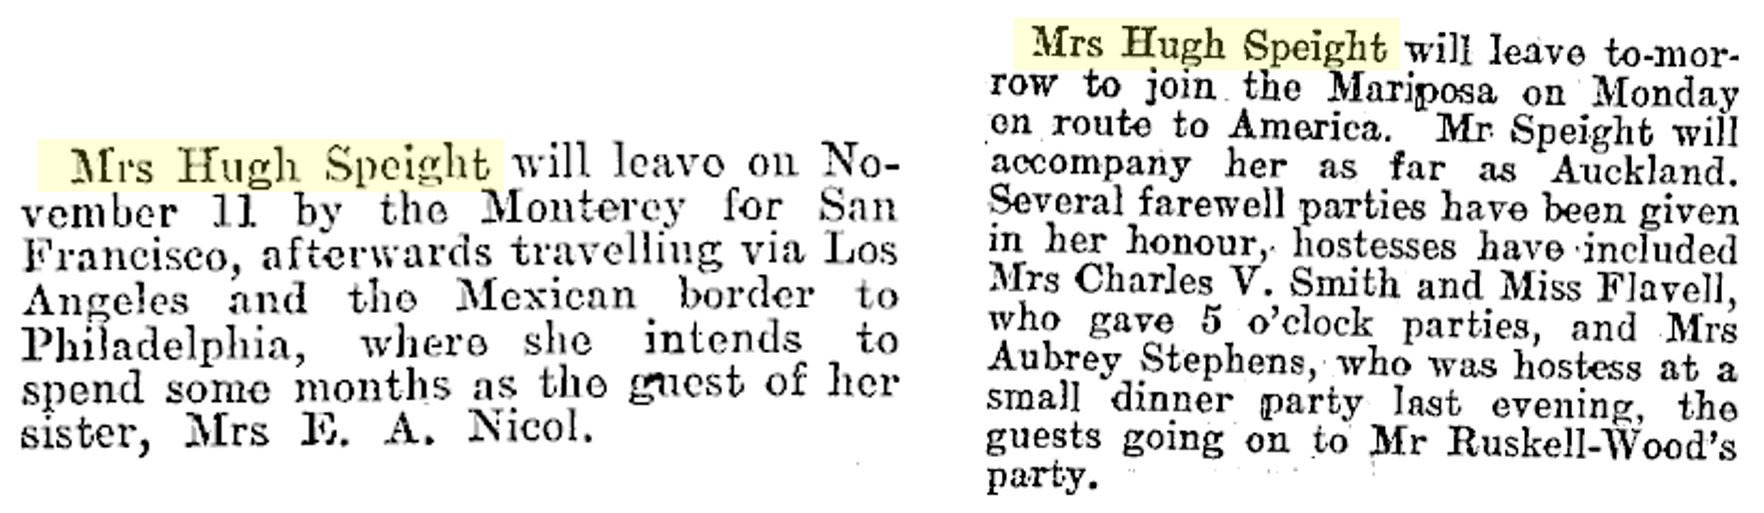 Mrs Hugh Speight will leave on No-
vember 11 by the Monterey for San
Francisco, afterwards travelling via Los
Angeles and the Mexican border to
Philadelphia, where she intends to
spend some months as the guest of her
sister, Mrs E. A. Nicol.
Mrs Hugh Speight will leave to-mor-
row to join the Mariposa on Monday
en route to America. Mr Speight will
accompany her as far as Auckland.
Several farewell parties have been given
in her honour, hostesses have included
Mrs Charles V. Smith and Miss Flavell,
who gave 5 o'clock parties, and Mrs
Aubrey Stephens, who was hostess at a
small dinner party last evening, the
guests going on to Mr Ruskell-Wood's
party.